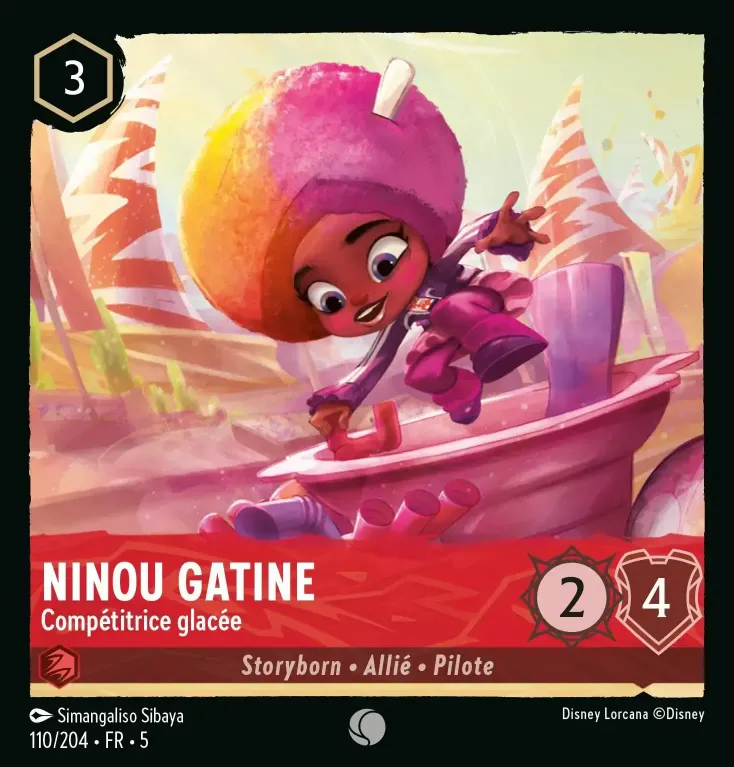 3
NINOU GATINE
Compétitrice glacée
2
4
Storyborn • Allié • Pilote
Simangaliso Sibaya
Disney Lorcana ©Disney
110/204 • FR • 5